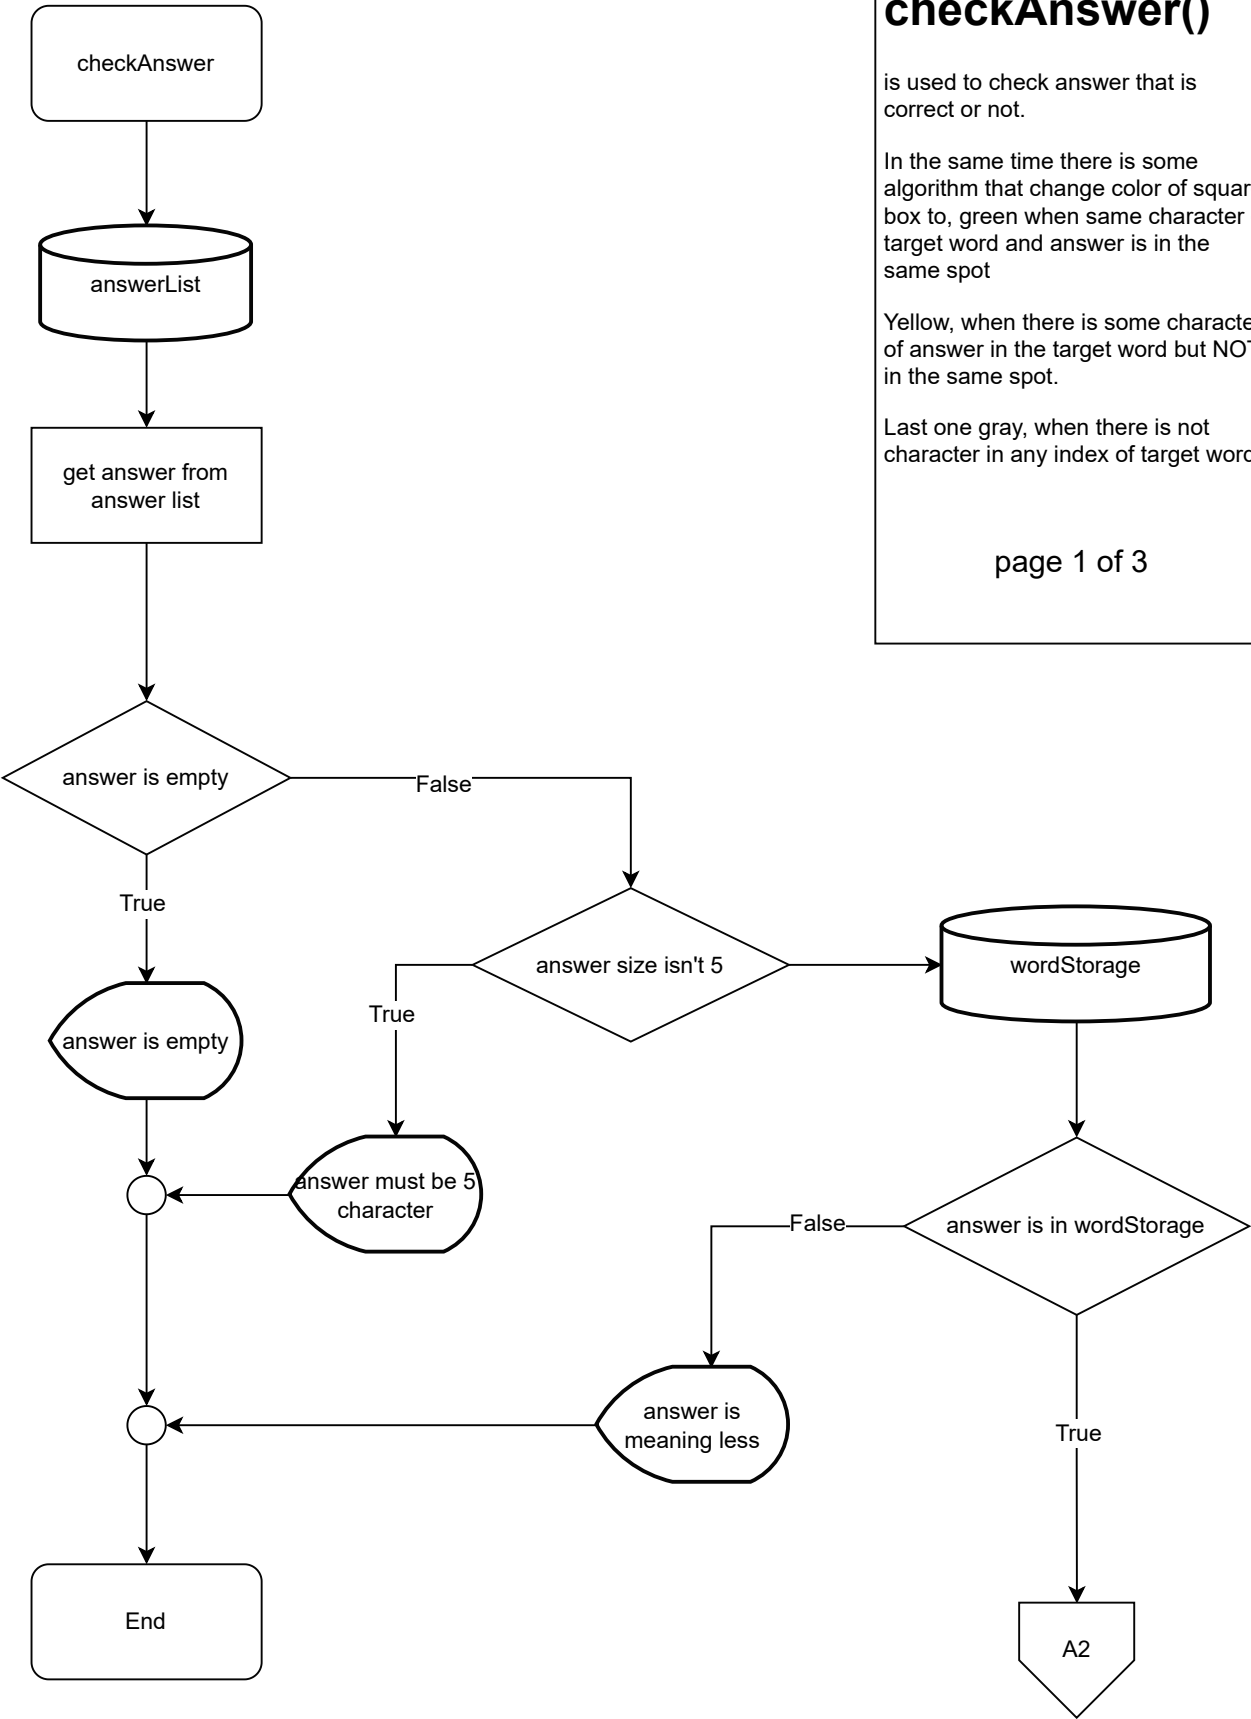 checkAnswer()
is used to check answer that is
correct or not.
In the same time there is some
algorithm that change color of squar
box to, green when same character
target word and answer is in the
same spot
Yellow, when there is some characte
of answer in the target word but NOT
in the same spot.
Last one gray, when there is not
character in any index of target word
page 1 of 3
checkAnswer
answerList
get answer from
answer list
answer is empty
False
True
answer size isn't 5
wordStorage
True
answer is empty
answer must be 5
character
answer is in wordStorage
False
answer is
meaning less
True
End
A2